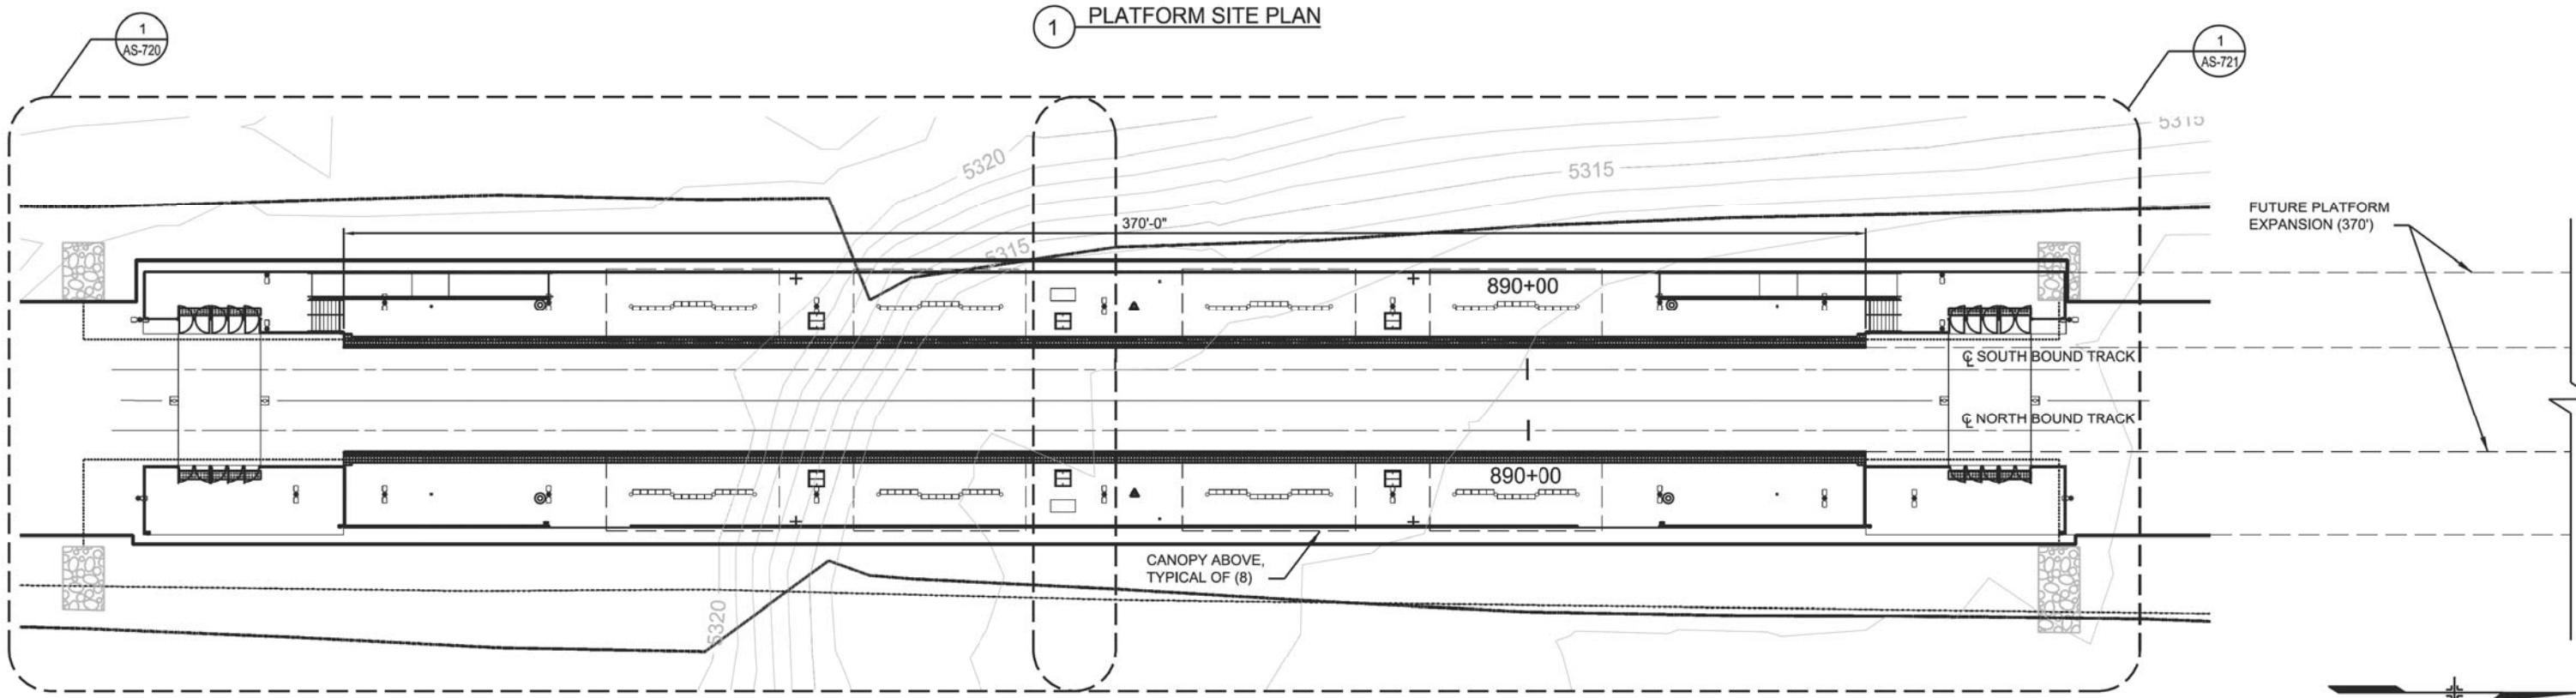 1
AS-720
1
PLATFORM SITE PLAN
1
AS-721
5320
5315
5315
370'-0"
5315
FUTURE PLATFORM
EXPANSION (370')
890+00
℄ SOUTH BOUND TRACK
℄ NORTH BOUND TRACK
890+00
CANOPY ABOVE,
TYPICAL OF (8)
5320